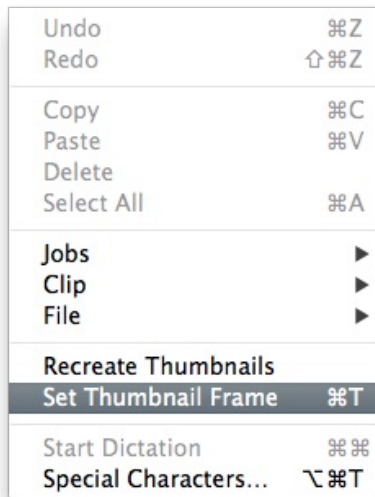 Undo ⌘Z
Redo ⇧⌘Z
Copy ⌘C
Paste ⌘V
Delete
Select All ⌘A
Jobs ▶
Clip ▶
File ▶
Recreate Thumbnails
Set Thumbnail Frame ⌘T
Start Dictation ⌘⌘
Special Characters... ⌥⌘T